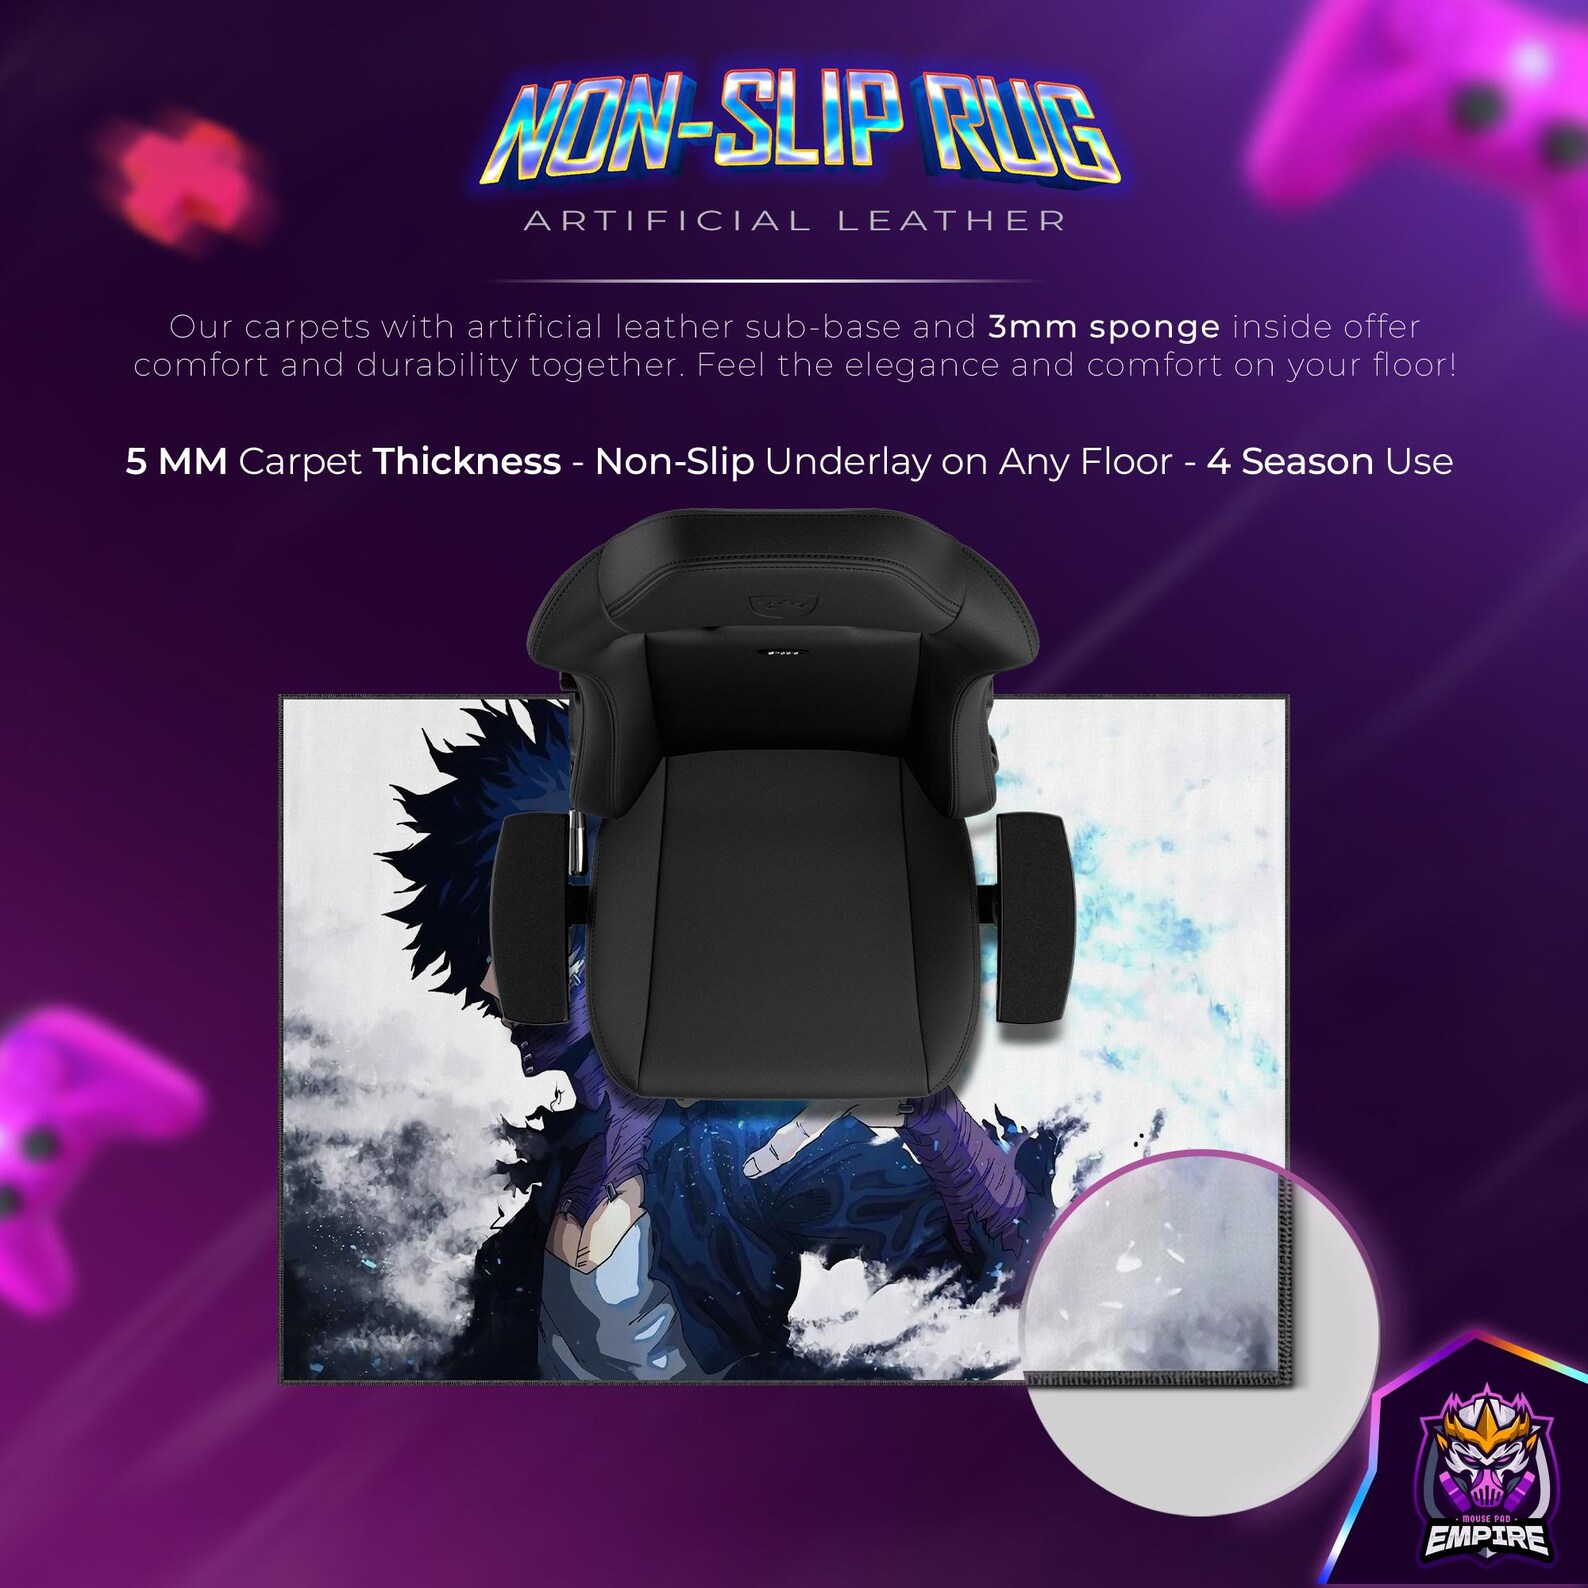 NON-SLIP RUG
ARTIFICIAL LEATHER
Our carpets with artificial leather sub-base and 3mm sponge inside offer
comfort and durability together. Feel the elegance and comfort on your floor!
5 MM Carpet Thickness - Non-Slip Underlay on Any Floor - 4 Season Use
MOUSE PAD
EMPIRE